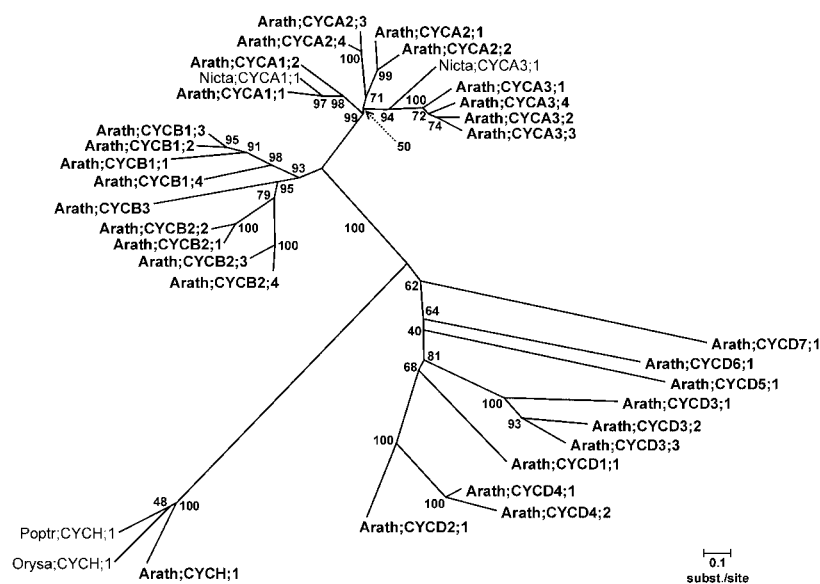 Arath;CYCA2;3
Arath;CYCA2;4
Arath;CYCA2;1
Arath;CYCA2;2
Arath;CYCA1;2
Nicta;CYCA1;1
Arath;CYCA1;1
Nicta;CYCA3;1
Arath;CYCA3;1
Arath;CYCA3;4
Arath;CYCA3;2
Arath;CYCA3;3
100
99
71
97
98
99
94
100
72
74
50
Arath;CYCB1;3
Arath;CYCB1;2
Arath;CYCB1;1
Arath;CYCB1;4
Arath;CYCB3
Arath;CYCB2;2
Arath;CYCB2;1
Arath;CYCB2;3
Arath;CYCB2;4
95
91
98
93
95
79
100
100
100
62
64
40
81
68
Arath;CYCD7;1
Arath;CYCD6;1
Arath;CYCD5;1
Arath;CYCD3;1
100
93
Arath;CYCD3;2
Arath;CYCD3;3
Arath;CYCD1;1
100
Arath;CYCD4;1
100
Arath;CYCD4;2
Arath;CYCD2;1
48
100
Poptr;CYCH;1
Orysa;CYCH;1
Arath;CYCH;1
0.1
subst./site